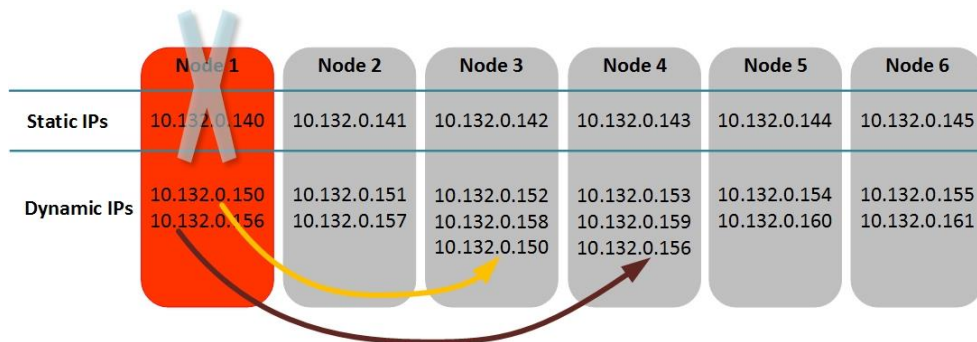 Node 1 Node 2 Node 3 Node 4 Node 5 Node 6
Static IPs 10.132.0.140 10.132.0.141 10.132.0.142 10.132.0.143 10.132.0.144 10.132.0.145
10.132.0.150 10.132.0.151 10.132.0.152 10.132.0.153 10.132.0.154 10.132.0.155
Dynamic IPs 10.132.0.156 10.132.0.157 10.132.0.158 10.132.0.159 10.132.0.160 10.132.0.161
10.132.0.150 10.132.0.156